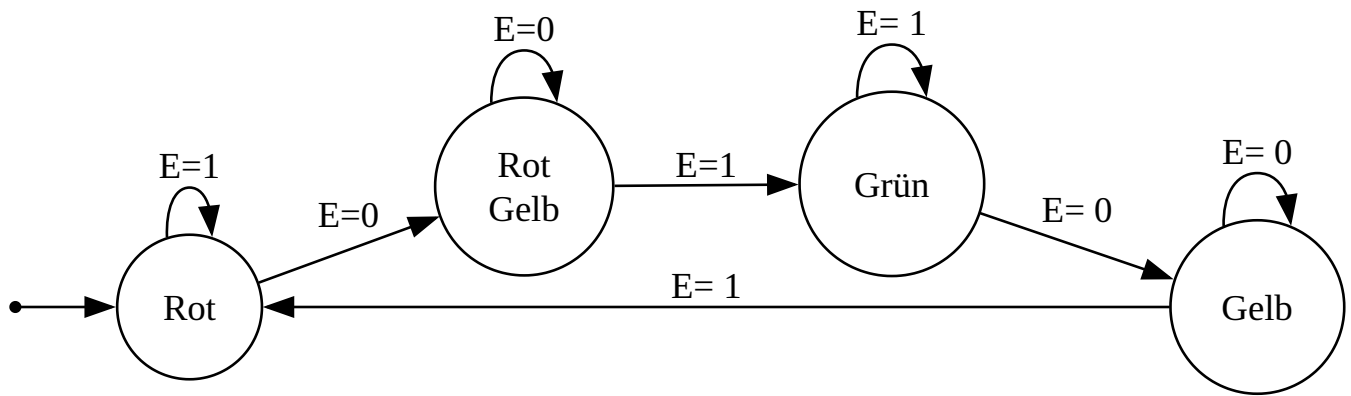 E=0
E= 1
E=1
E=0
Rot
Gelb
E=1
Grün
E= 0
E= 0
Rot
E= 1
Gelb